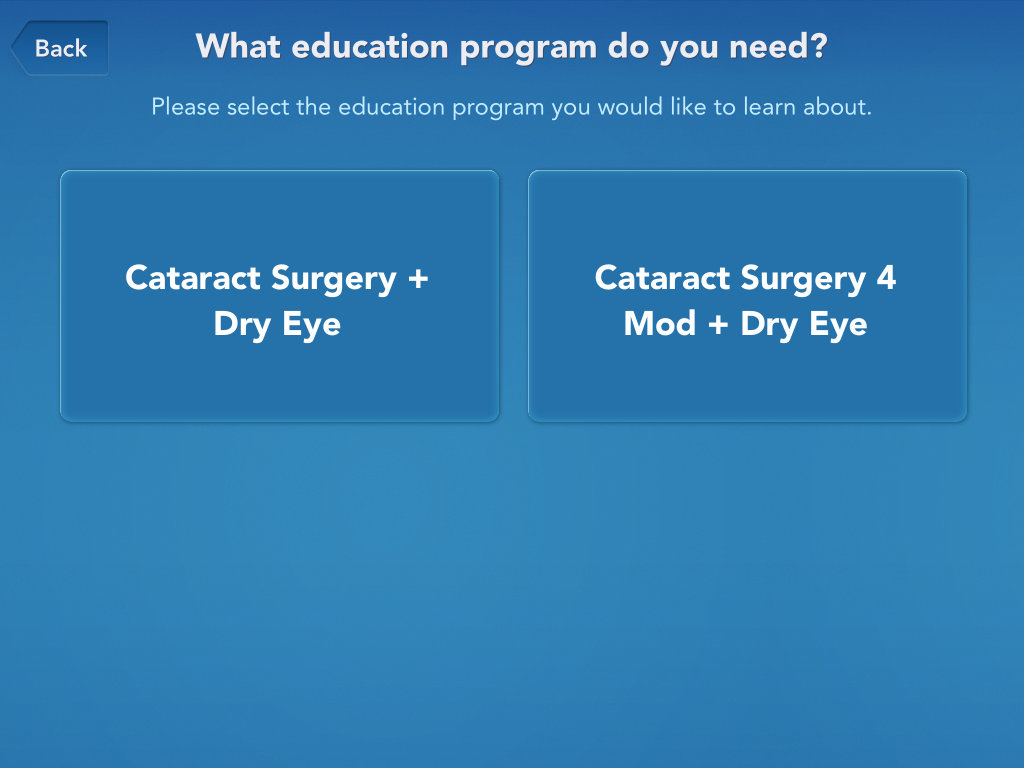 Back
What education program do you need?
Please select the education program you would like to learn about.
Cataract Surgery +
Dry Eye
Cataract Surgery 4
Mod + Dry Eye